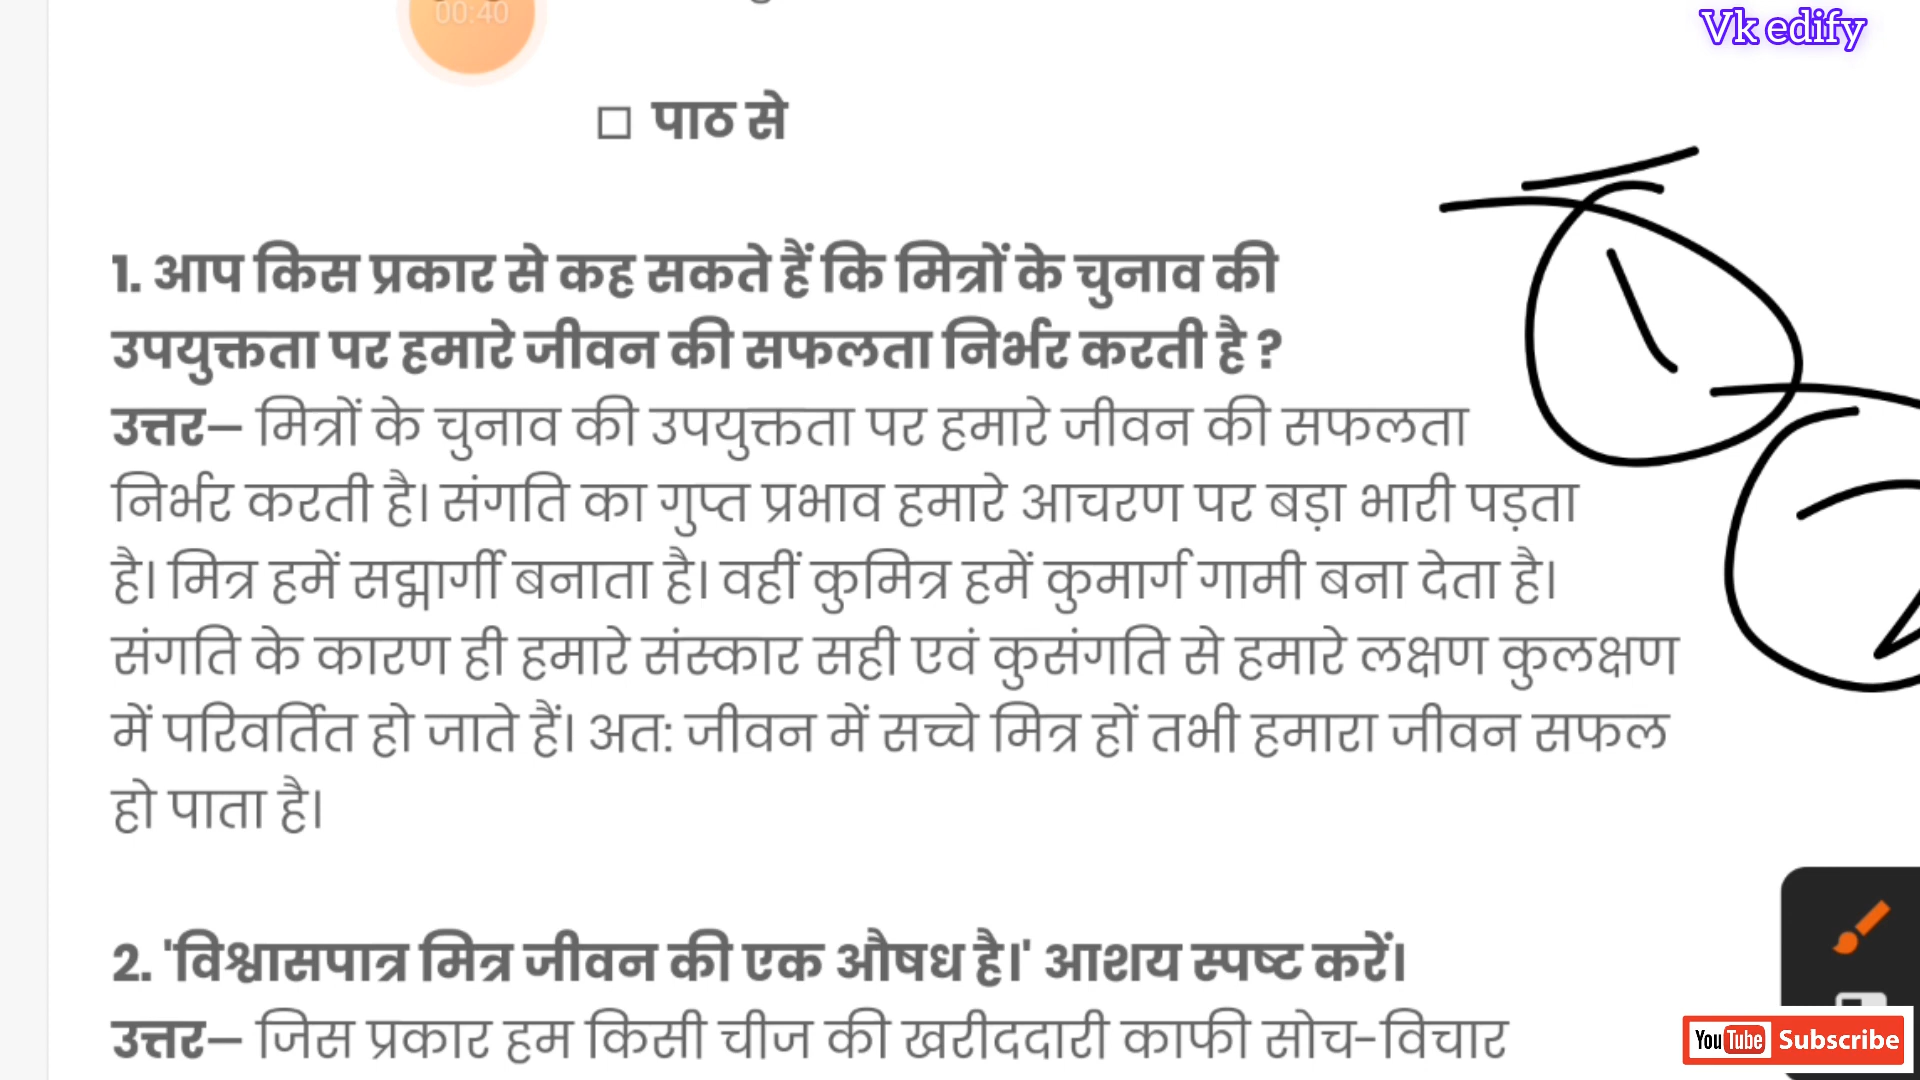 00:40
Vk edify
□ पाठ से
1. आप किस प्रकार से कह सकते हैं कि मित्रों के चुनाव की
उपयुक्तता पर हमारे जीवन की सफलता निर्भर करती है ?
उत्तर– मित्रों के चुनाव की उपयुक्तता पर हमारे जीवन की सफलता
निर्भर करती है। संगति का गुप्त प्रभाव हमारे आचरण पर बड़ा भारी पड़ता
है। मित्र हमें सद्मार्गी बनाता है। वहीं कुमित्र हमें कुमार्ग गामी बना देता है।
संगति के कारण ही हमारे संस्कार सही एवं कुसंगति से हमारे लक्षण कुलक्षण
में परिवर्तित हो जाते हैं। अत: जीवन में सच्चे मित्र हों तभी हमारा जीवन सफल
हो पाता है।
2. 'विश्वासपात्र मित्र जीवन की एक औषध है।' आशय स्पष्ट करें।
उत्तर– जिस प्रकार हम किसी चीज की खरीददारी काफी सोच-विचार
YouTube Subscribe